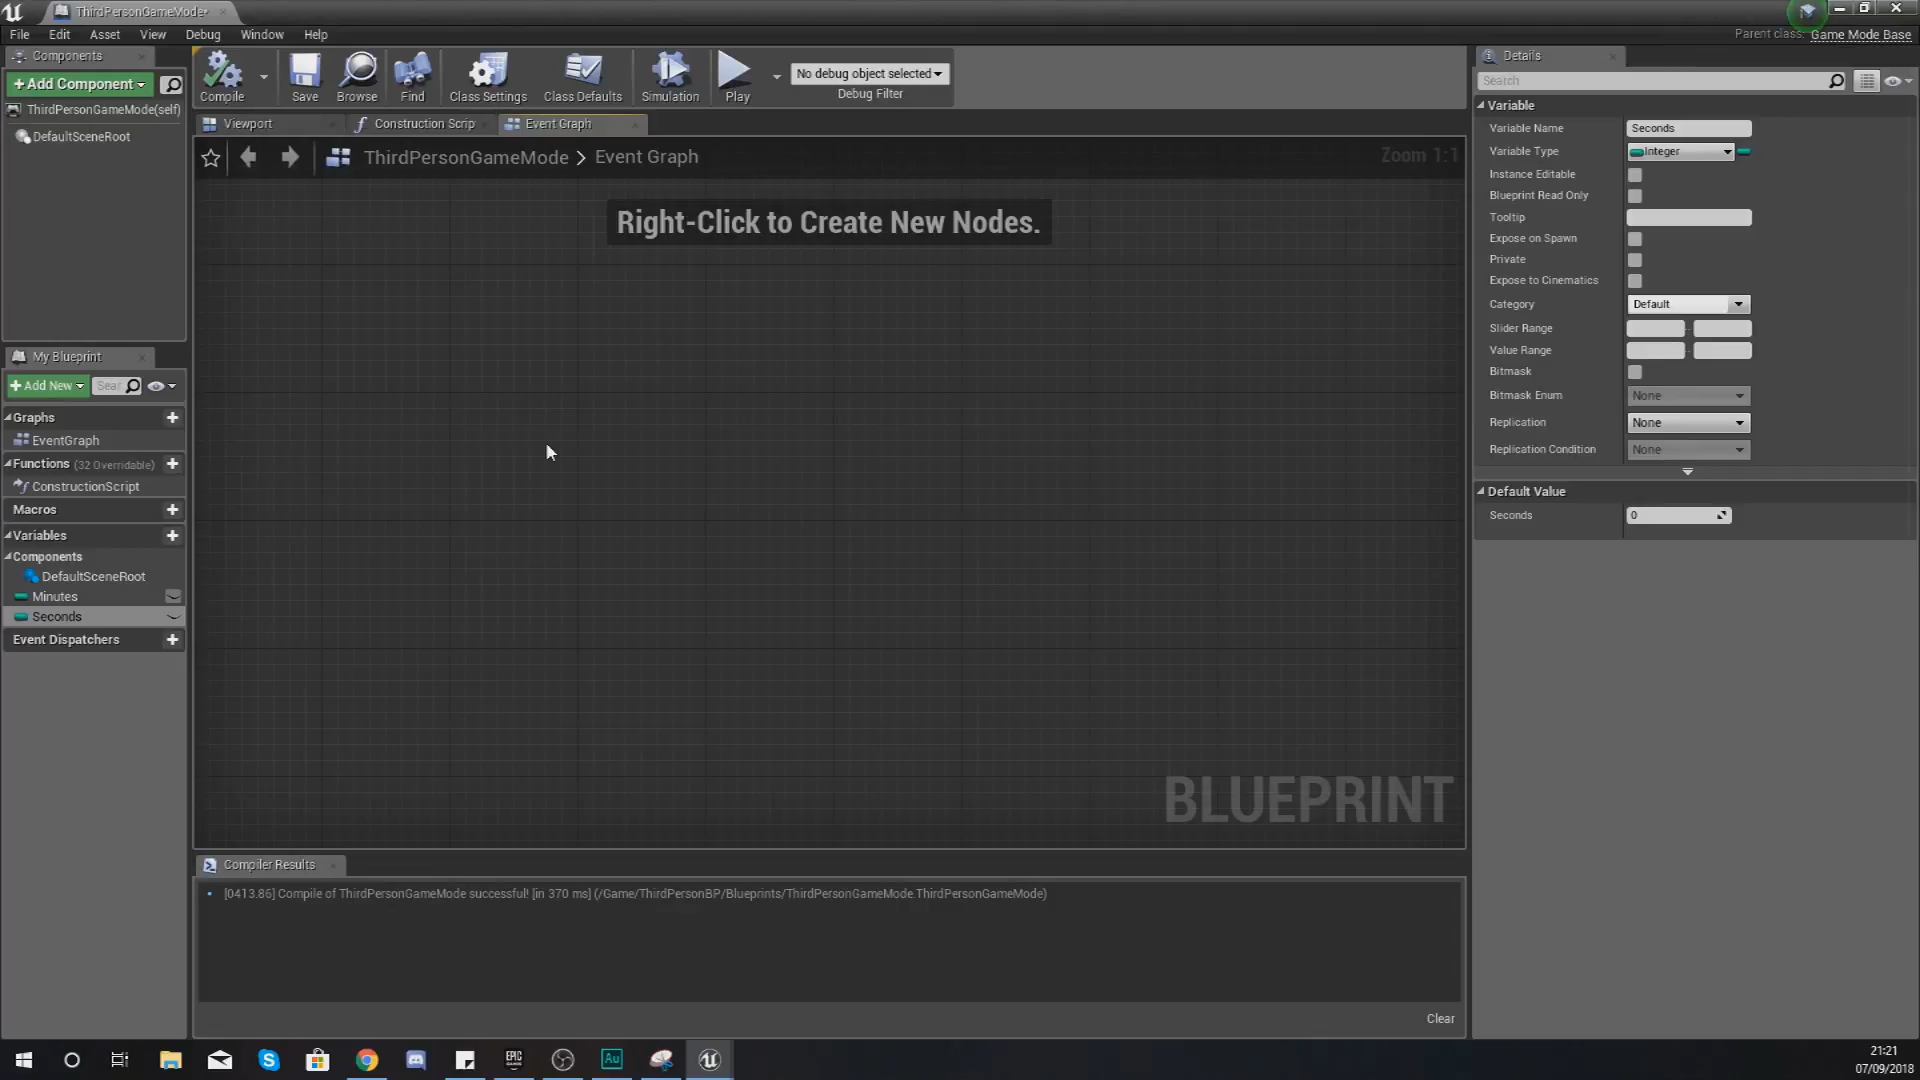 ThirdPersonGameMode*
File Edit Asset View Debug Window Help
Parent class: Game Mode Base
Components
+Add Component
ThirdPersonGameMode(self)
DefaultSceneRoot
Compile
Save
Browse
Find
Class Settings
Class Defaults
Simulation
Play
No debug object selected
Debug Filter
Viewport
Construction Scrip
Event Graph
ThirdPersonGameMode > Event Graph
Zoom 1:1
Right-Click to Create New Nodes.
BLUEPRINT
My Blueprint
+Add New
Sear
Graphs
EventGraph
Functions (32 Overridable)
ConstructionScript
Macros
Variables
Components
DefaultSceneRoot
Minutes
Seconds
Event Dispatchers
Compiler Results
[0413.86] Compile of ThirdPersonGameMode successful! [in 370 ms] (/Game/ThirdPersonBP/Blueprints/ThirdPersonGameMode.ThirdPersonGameMode)
Clear
Details
Search
Variable
Variable Name Seconds
Variable Type Integer
Instance Editable
Blueprint Read Only
Tooltip
Expose on Spawn
Private
Expose to Cinematics
Category Default
Slider Range
Value Range
Bitmask
Bitmask Enum None
Replication None
Replication Condition None
Default Value
Seconds 0
EPIC
GAMES
Au
21:21
07/09/2018